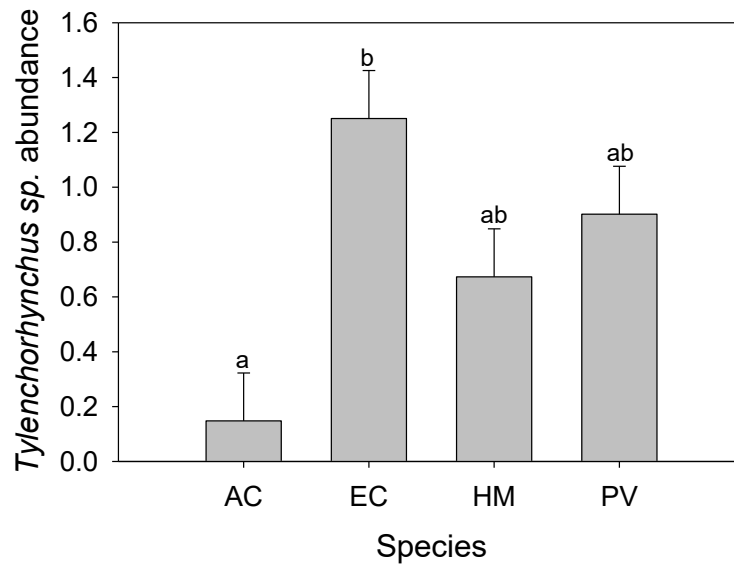 Tylenchorhynchus sp. abundance
1.6
1.4
1.2
1.0
0.8
0.6
0.4
0.2
0.0
a
b
ab
ab
AC EC HM PV
Species